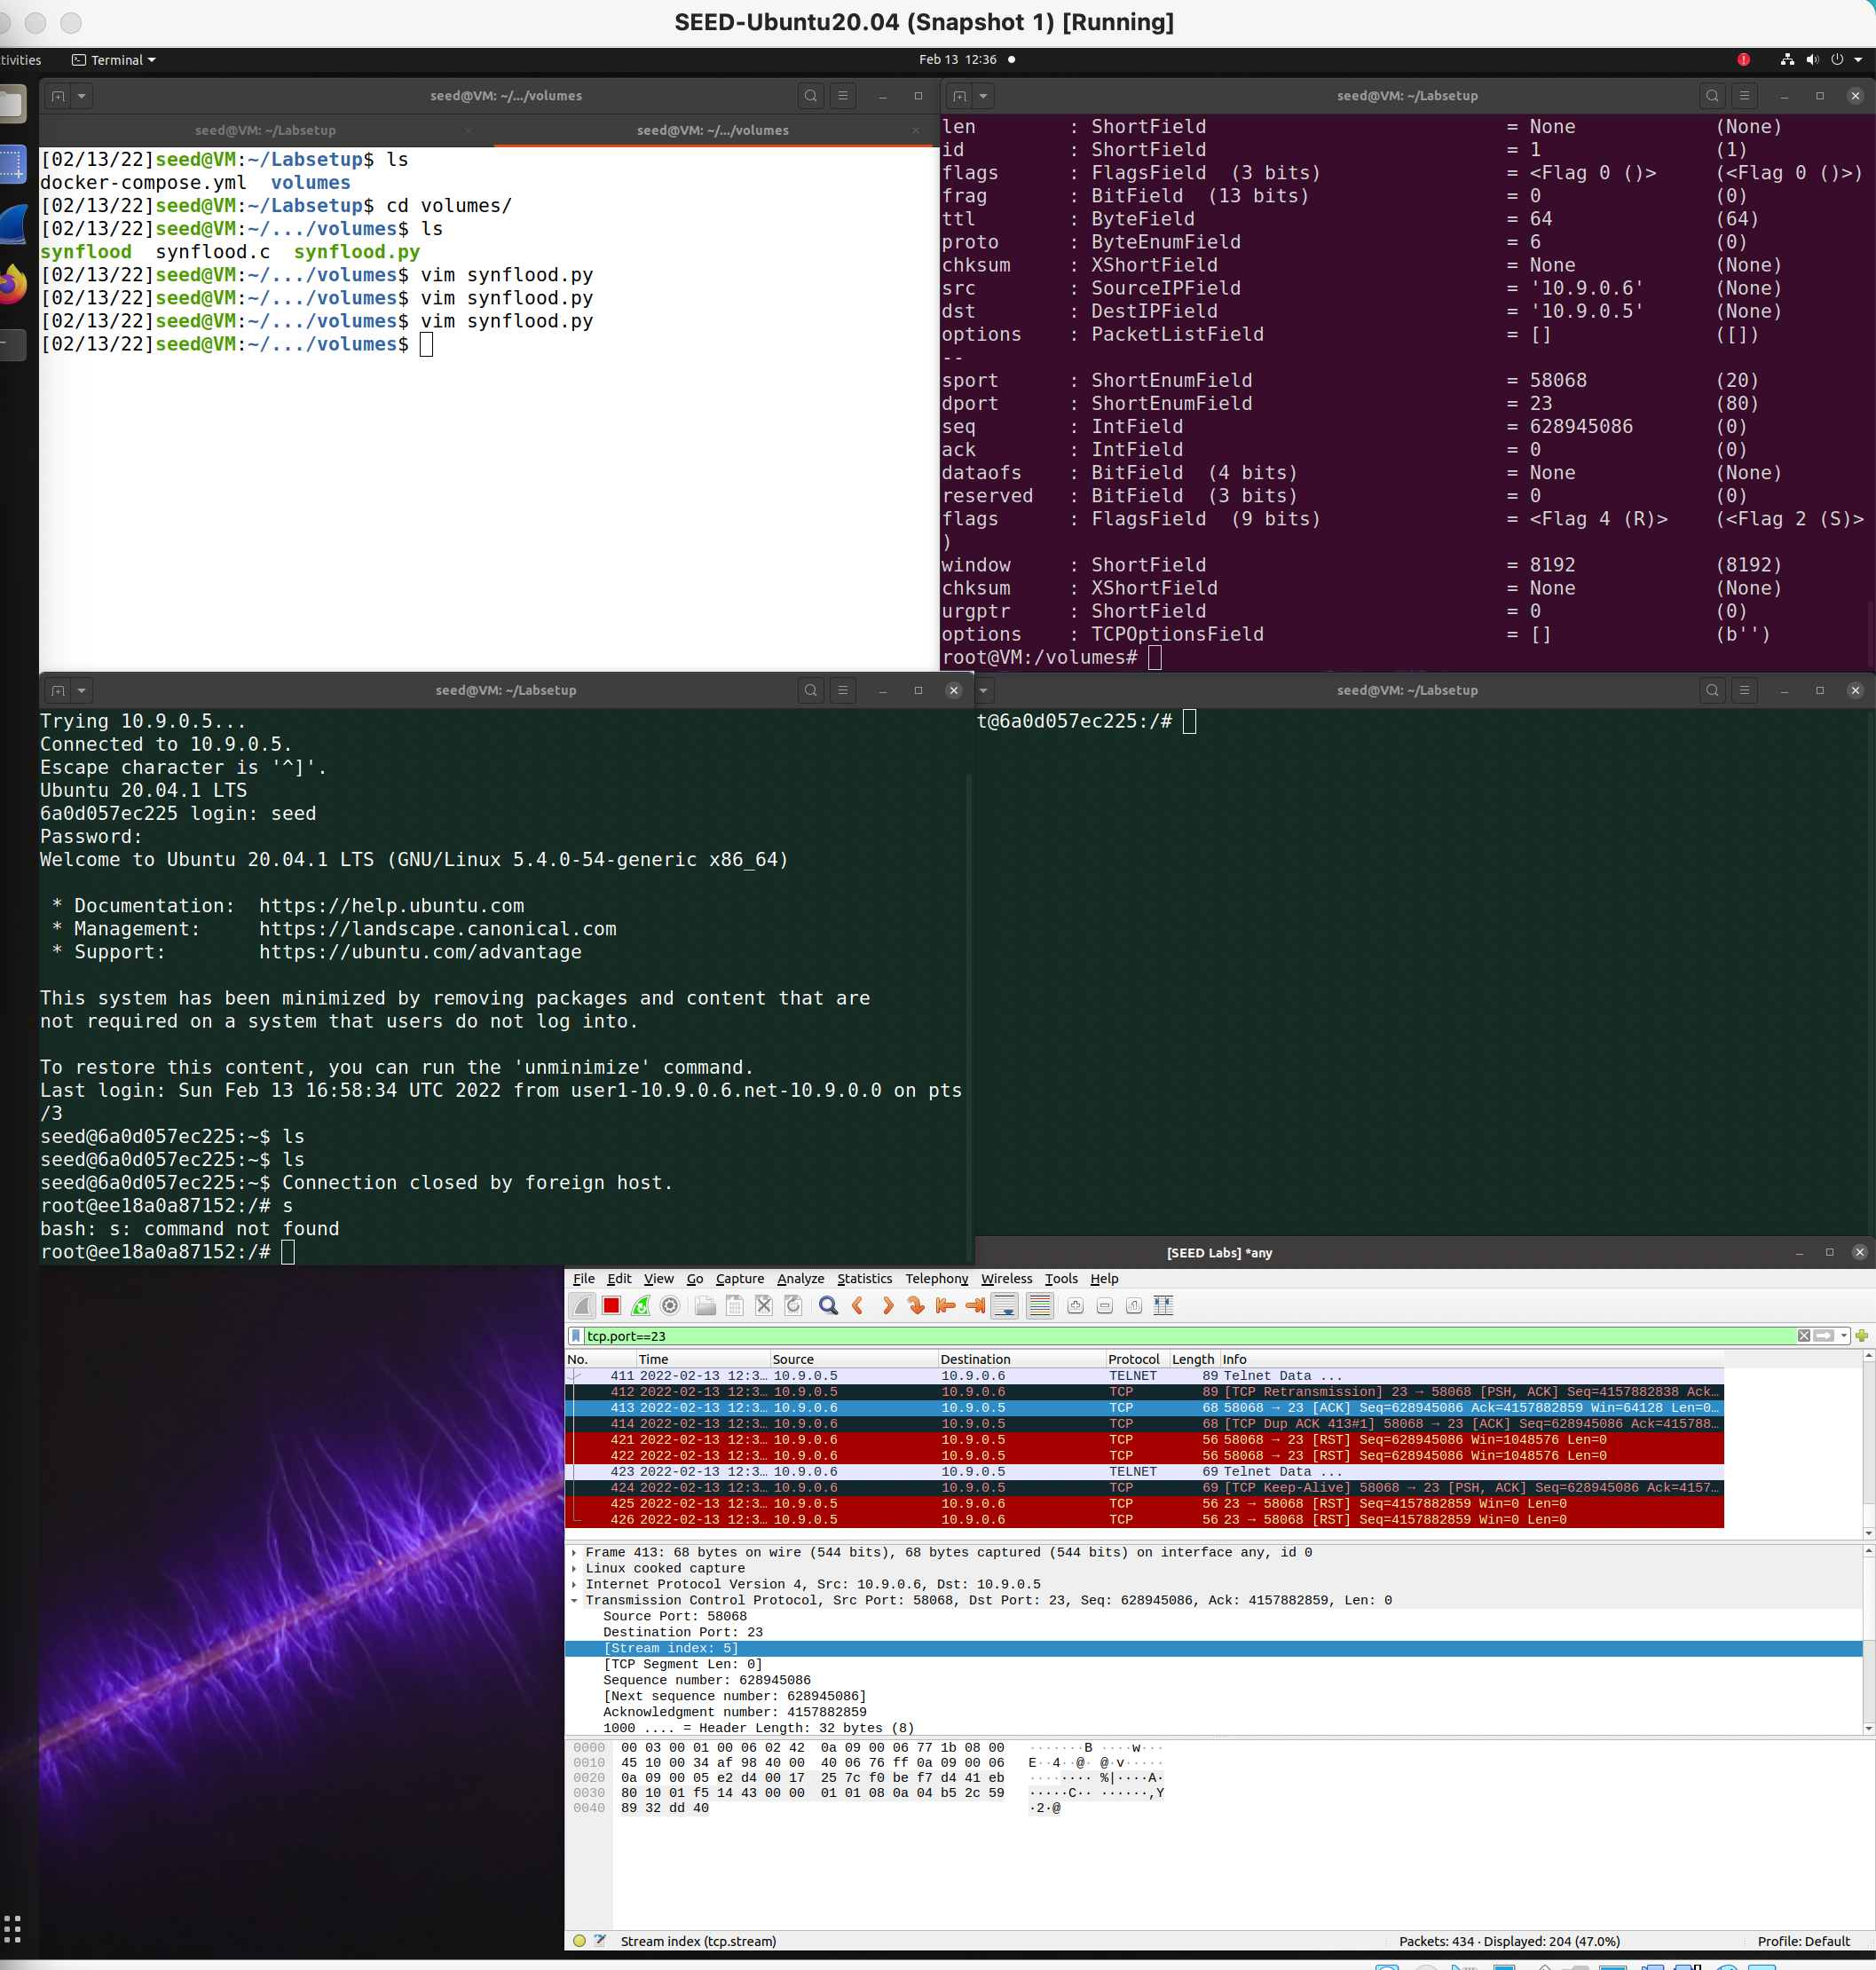 SEED-Ubuntu20.04 (Snapshot 1) [Running]
tivities
Terminal
Feb 13 12:36
seed@VM: ~/.../volumes
seed@VM: ~/Labsetup
seed@VM: ~/.../volumes
[02/13/22]seed@VM:~/Labsetup$ ls
docker-compose.yml volumes
[02/13/22]seed@VM:~/Labsetup$ cd volumes/
[02/13/22]seed@VM:~/.../volumes$ ls
synflood synflood.c synflood.py
[02/13/22]seed@VM:~/.../volumes$ vim synflood.py
[02/13/22]seed@VM:~/.../volumes$ vim synflood.py
[02/13/22]seed@VM:~/.../volumes$ vim synflood.py
[02/13/22]seed@VM:~/.../volumes$
seed@VM: ~/Labsetup
len : ShortField = None (None)
id : ShortField = 1 (1)
flags : FlagsField (3 bits) = <Flag 0 ()> (<Flag 0 ()>)
frag : BitField (13 bits) = 0 (0)
ttl : ByteField = 64 (64)
proto : ByteEnumField = 6 (0)
chksum : XShortField = None (None)
src : SourceIPField = '10.9.0.6' (None)
dst : DestIPField = '10.9.0.5' (None)
options : PacketListField = [] ([])
--
sport : ShortEnumField = 58068 (20)
dport : ShortEnumField = 23 (80)
seq : IntField = 628945086 (0)
ack : IntField = 0 (0)
dataofs : BitField (4 bits) = None (None)
reserved : BitField (3 bits) = 0 (0)
flags : FlagsField (9 bits) = <Flag 4 (R)> (<Flag 2 (S)>
)
window : ShortField = 8192 (8192)
chksum : XShortField = None (None)
urgptr : ShortField = 0 (0)
options : TCPOptionsField = [] (b'')
root@VM:/volumes#
seed@VM: ~/Labsetup
Trying 10.9.0.5...
Connected to 10.9.0.5.
Escape character is '^]'.
Ubuntu 20.04.1 LTS
6a0d057ec225 login: seed
Password:
Welcome to Ubuntu 20.04.1 LTS (GNU/Linux 5.4.0-54-generic x86_64)
* Documentation: https://help.ubuntu.com
* Management: https://landscape.canonical.com
* Support: https://ubuntu.com/advantage
This system has been minimized by removing packages and content that are
not required on a system that users do not log into.
To restore this content, you can run the 'unminimize' command.
Last login: Sun Feb 13 16:58:34 UTC 2022 from user1-10.9.0.6.net-10.9.0.0 on pts
/3
seed@6a0d057ec225:~$ ls
seed@6a0d057ec225:~$ ls
seed@6a0d057ec225:~$ Connection closed by foreign host.
root@ee18a0a87152:/# s
bash: s: command not found
root@ee18a0a87152:/#
seed@VM: ~/Labsetup
t@6a0d057ec225:/#
[SEED Labs] *any
File Edit View Go Capture Analyze Statistics Telephony Wireless Tools Help
tcp.port==23
No. Time Source Destination Protocol Length Info
411 2022-02-13 12:3… 10.9.0.5 10.9.0.6 TELNET 89 Telnet Data ...
412 2022-02-13 12:3… 10.9.0.5 10.9.0.6 TCP 89 [TCP Retransmission] 23 → 58068 [PSH, ACK] Seq=4157882838 Ack…
413 2022-02-13 12:3… 10.9.0.6 10.9.0.5 TCP 68 58068 → 23 [ACK] Seq=628945086 Ack=4157882859 Win=64128 Len=0…
414 2022-02-13 12:3… 10.9.0.6 10.9.0.5 TCP 68 [TCP Dup ACK 413#1] 58068 → 23 [ACK] Seq=628945086 Ack=415788…
421 2022-02-13 12:3… 10.9.0.6 10.9.0.5 TCP 56 58068 → 23 [RST] Seq=628945086 Win=1048576 Len=0
422 2022-02-13 12:3… 10.9.0.6 10.9.0.5 TCP 56 58068 → 23 [RST] Seq=628945086 Win=1048576 Len=0
423 2022-02-13 12:3… 10.9.0.6 10.9.0.5 TELNET 69 Telnet Data ...
424 2022-02-13 12:3… 10.9.0.6 10.9.0.5 TCP 69 [TCP Keep-Alive] 58068 → 23 [PSH, ACK] Seq=628945086 Ack=4157…
425 2022-02-13 12:3… 10.9.0.5 10.9.0.6 TCP 56 23 → 58068 [RST] Seq=4157882859 Win=0 Len=0
426 2022-02-13 12:3… 10.9.0.5 10.9.0.6 TCP 56 23 → 58068 [RST] Seq=4157882859 Win=0 Len=0
Frame 413: 68 bytes on wire (544 bits), 68 bytes captured (544 bits) on interface any, id 0
Linux cooked capture
Internet Protocol Version 4, Src: 10.9.0.6, Dst: 10.9.0.5
Transmission Control Protocol, Src Port: 58068, Dst Port: 23, Seq: 628945086, Ack: 4157882859, Len: 0
Source Port: 58068
Destination Port: 23
[Stream index: 5]
[TCP Segment Len: 0]
Sequence number: 628945086
[Next sequence number: 628945086]
Acknowledgment number: 4157882859
1000 .... = Header Length: 32 bytes (8)
0000 00 03 00 01 00 06 02 42 0a 09 00 06 77 1b 08 00 ·······B ····w···
0010 45 10 00 34 af 98 40 00 40 06 76 ff 0a 09 00 06 E··4··@· @·v·····
0020 0a 09 00 05 e2 d4 00 17 25 7c f0 be f7 d4 41 eb ········ %|····A·
0030 80 10 01 f5 14 43 00 00 01 01 08 0a 04 b5 2c 59 ·····C·· ······,Y
0040 89 32 dd 40 ·2·@
Stream index (tcp.stream)
Packets: 434 · Displayed: 204 (47.0%)
Profile: Default